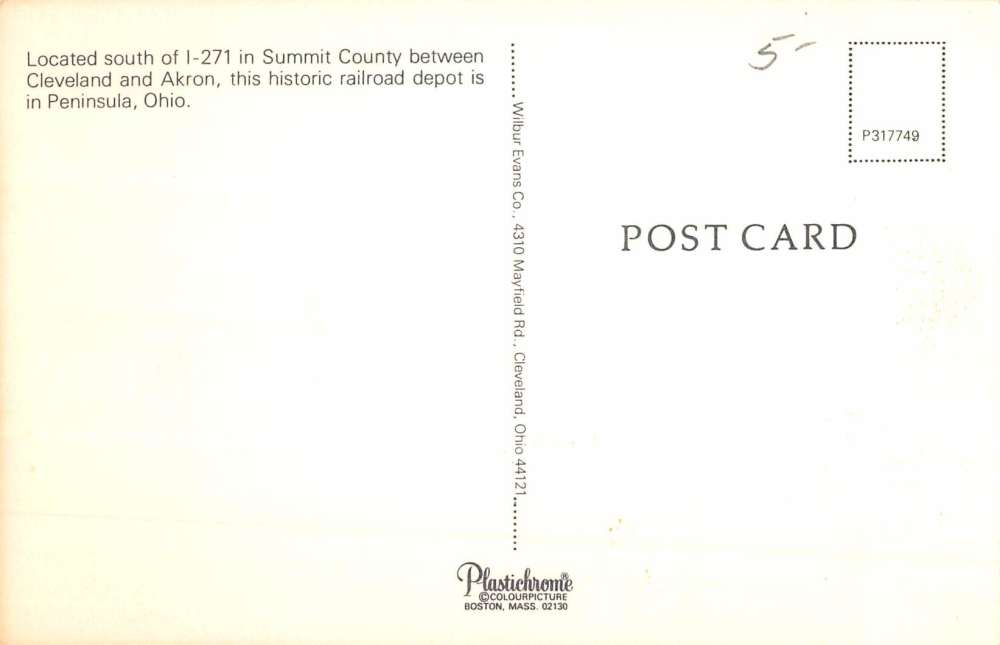 Located south of I-271 in Summit County between
Cleveland and Akron, this historic railroad depot is
in Peninsula, Ohio.
Wilbur Evans Co., 4310 Mayfield Rd., Cleveland, Ohio 44121
5-
P317749
POST CARD
Plastichrome®
©COLOURPICTURE
BOSTON, MASS. 02130